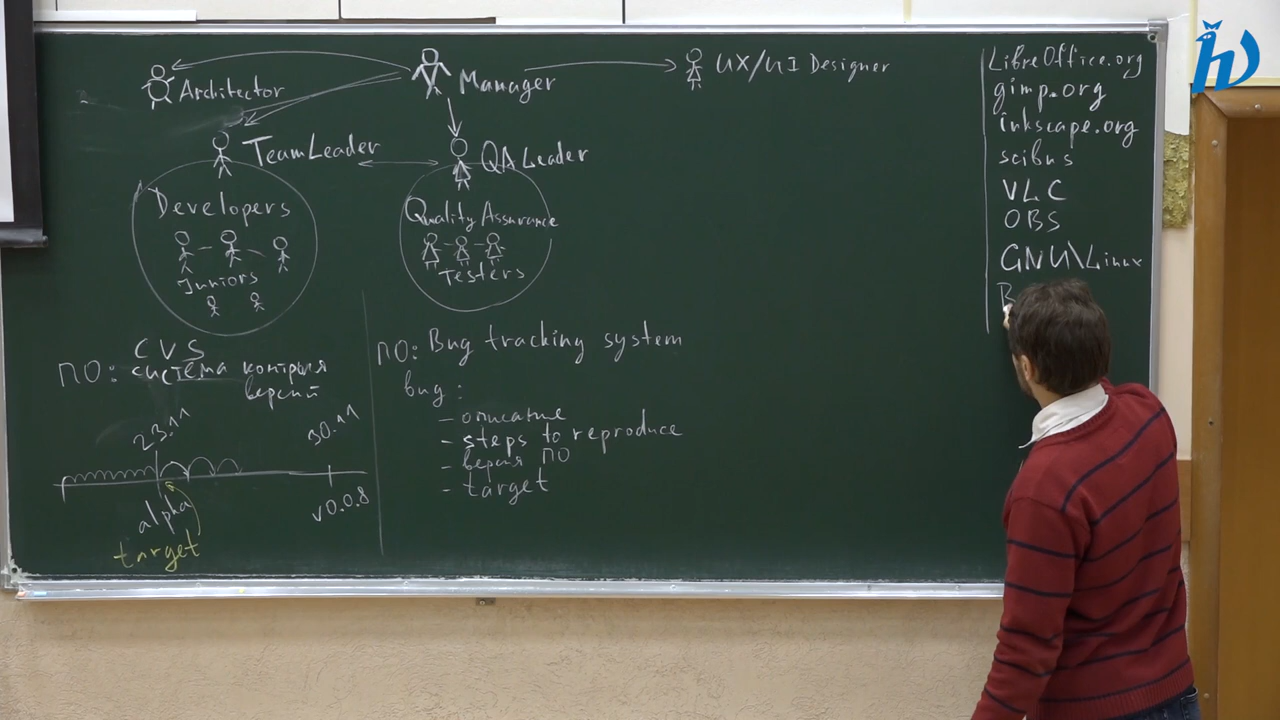 Architector
Manager
UX/UI Designer
TeamLeader
QA Leader
Developers
Juniors
Quality Assurance
Testers
CVS
ПО: система контроля
версий
23.11
30.11
alpha
v0.0.8
target
ПО: Bug tracking system
bug:
- описание
- steps to reproduce
- версия ПО
- target
LibreOffice.org
gimp.org
inkscape.org
scibus
VLC
OBS
GNU\Linux
B